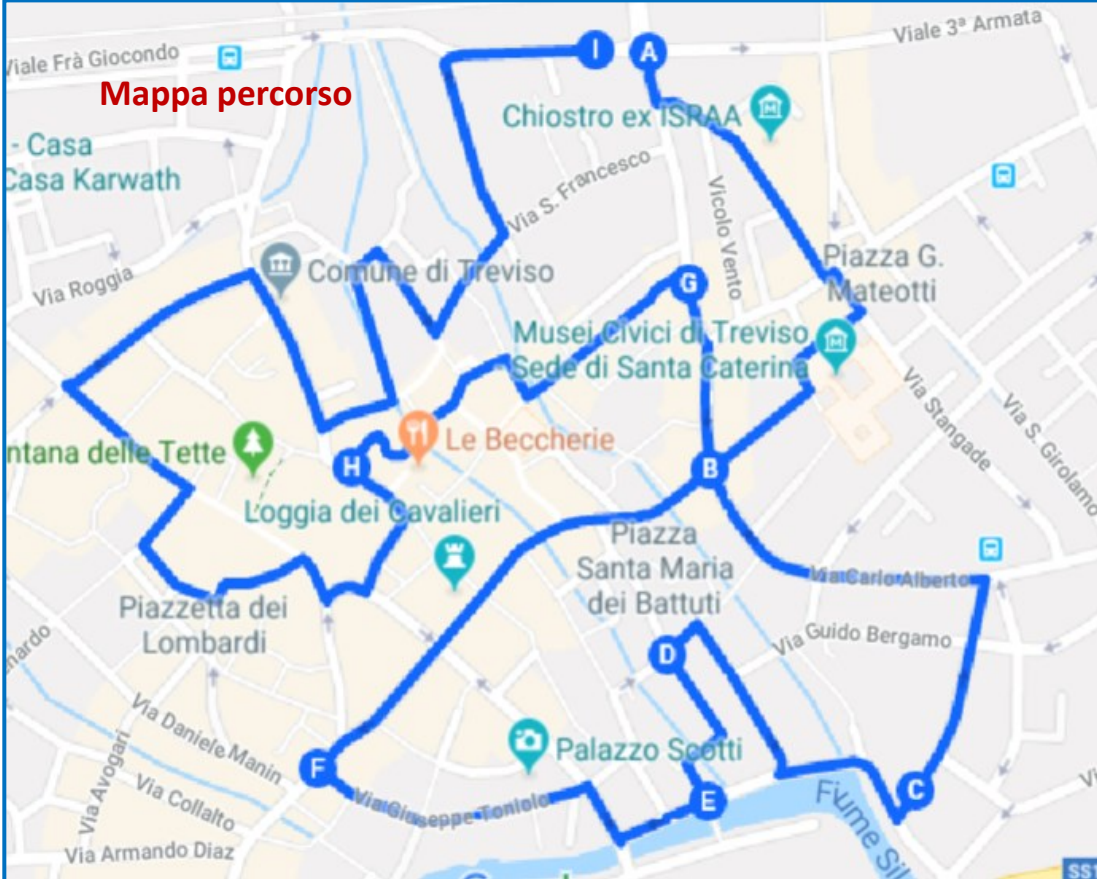 Viale Frà Giocondo
Viale 3ª Armata
I
A
Mappa percorso
Chiostro ex ISRAA
- Casa
Casa Karwath
Via S. Francesco
Vicolo Vento
Via Roggia
Comune di Treviso
G
Piazza G.
Mateotti
Musei Civici di Treviso
Sede di Santa Caterina
Via Stangade
Via S. Girolamo
ntana delle Tette
Le Beccherie
H
B
Loggia dei Cavalieri
Piazza
Santa Maria
dei Battuti
Via Carlo Alberto
Piazzetta dei
Lombardi
Via Guido Bergamo
nardo
D
Via Daniele Manin
Via Avogari
Via Collalto
Via Armando Diaz
F
Palazzo Scotti
Via Giuseppe Toniolo
E
C
Fiume Sil